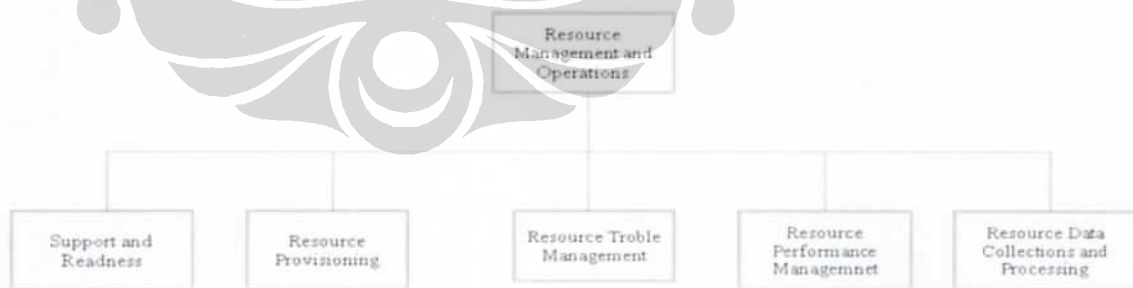 Resource
Management and
Operations
Support and
Readness
Resource
Provisioning
Resource Troble
Management
Resource
Performance
Managemnet
Resource Data
Collections and
Processing